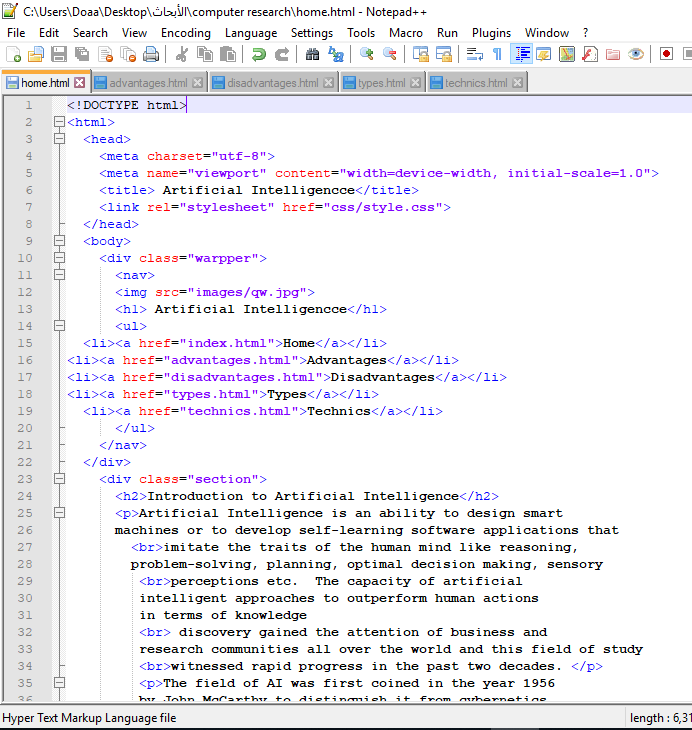 C:\Users\Doaa\Desktop\الأبحاث\computer research\home.html - Notepad++
File Edit Search View Encoding Language Settings Tools Macro Run Plugins Window ?
home.html advantages.html disadvantages.html types.html technics.html
1 <!DOCTYPE html>
2 <html>
3 <head>
4 <meta charset="utf-8">
5 <meta name="viewport" content="width=device-width, initial-scale=1.0">
6 <title> Artificial Intelligencce</title>
7 <link rel="stylesheet" href="css/style.css">
8 </head>
9 <body>
10 <div class="warpper">
11 <nav>
12 <img src="images/qw.jpg">
13 <h1> Artificial Intelligencce</h1>
14 <ul>
15 <li><a href="index.html">Home</a></li>
16 <li><a href="advantages.html">Advantages</a></li>
17 <li><a href="disadvantages.html">Disadvantages</a></li>
18 <li><a href="types.html">Types</a></li>
19 <li><a href="technics.html">Technics</a></li>
20 </ul>
21 </nav>
22 </div>
23 <div class="section">
24 <h2>Introduction to Artificial Intelligence</h2>
25 <p>Artificial Intelligence is an ability to design smart
26 machines or to develop self-learning software applications that
27 <br>imitate the traits of the human mind like reasoning,
28 problem-solving, planning, optimal decision making, sensory
29 <br>perceptions etc.  The capacity of artificial
30 intelligent approaches to outperform human actions
31 in terms of knowledge
32 <br> discovery gained the attention of business and
33 research communities all over the world and this field of study
34 <br>witnessed rapid progress in the past two decades. </p>
35 <p>The field of AI was first coined in the year 1956
36 by John McCarthy to distinguish it from cybernetics
Hyper Text Markup Language file length : 6,31